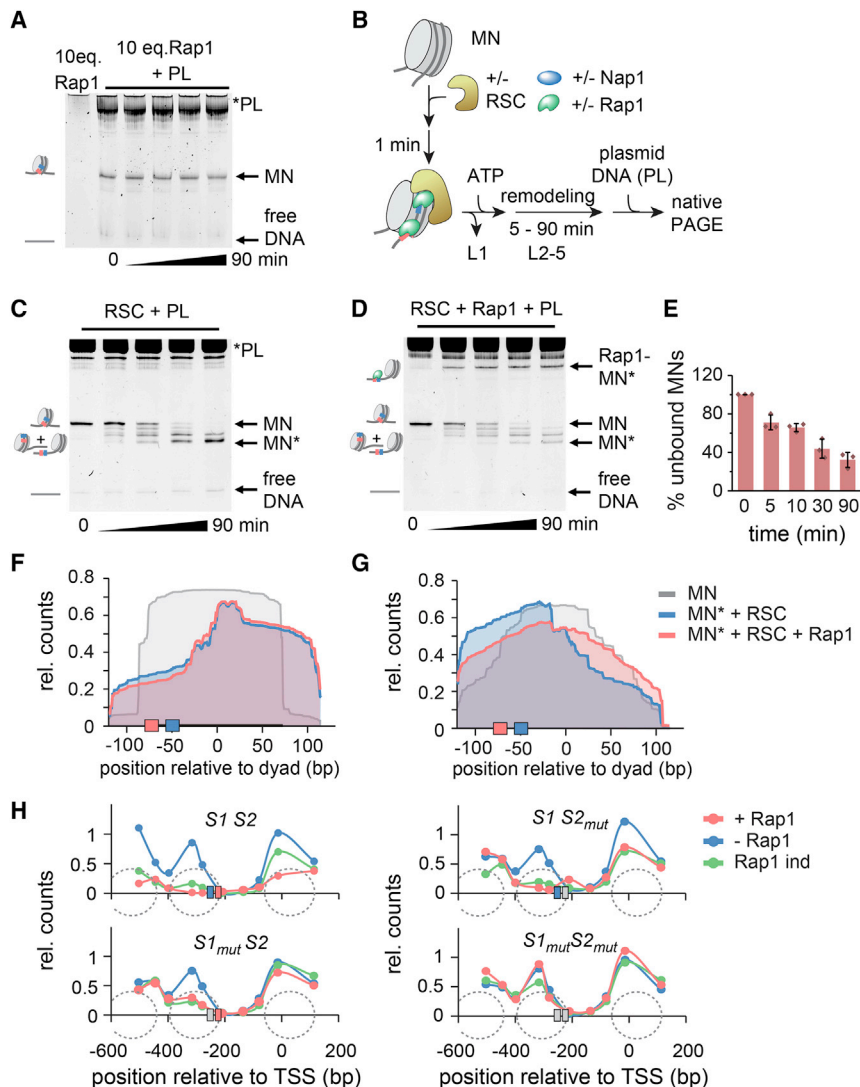 A
10eq.
Rap1
10 eq.Rap1
+ PL
*PL
MN
free
DNA
0
90 min
B
MN
+/-
RSC
+/- Nap1
+/- Rap1
1 min
ATP
remodeling
5 - 90 min
plasmid
DNA (PL)
native
PAGE
L1
L2-5
C
RSC + PL
*PL
MN
MN*
+
free
DNA
0
90 min
D
RSC + Rap1 + PL
Rap1-
MN*
MN
MN*
+
free
DNA
0
90 min
E
% unbound MNs
120
80
40
0
0 5 10 30 90
time (min)
F
rel. counts
0.8
0.6
0.4
0.2
0
-100 -50 0 50 100
position relative to dyad (bp)
G
rel. counts
0.8
0.6
0.4
0.2
0
-100 -50 0 50 100
position relative to dyad (bp)
MN
MN* + RSC
MN* + RSC + Rap1
H
rel. counts
S1 S2
1
0.5
0
S1 S2mut
1
0.5
0
+ Rap1
- Rap1
Rap1 ind
S1mut S2
1
0.5
0
S1mutS2mut
1
0.5
0
-600 -400 -200 0 200
position relative to TSS (bp)
-600 -400 -200 0 200
position relative to TSS (bp)